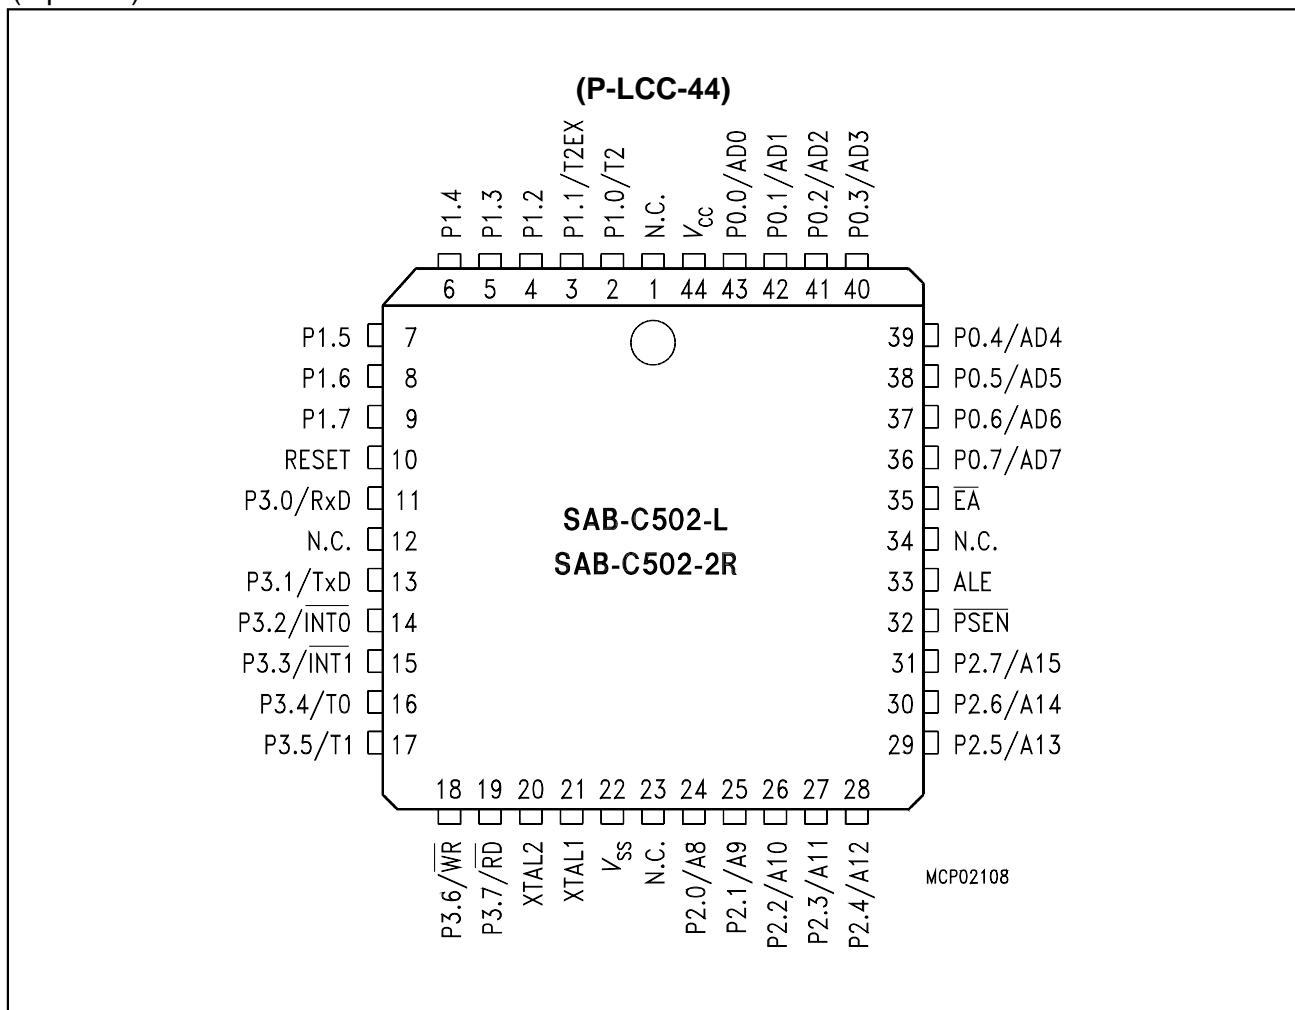 (P-LCC-44)
P1.4
P1.3
P1.2
P1.1/T2EX
P1.0/T2
N.C.
VCC
P0.0/AD0
P0.1/AD1
P0.2/AD2
P0.3/AD3
6 5 4 3 2 1 44 43 42 41 40
P1.5 7 39 P0.4/AD4
P1.6 8 38 P0.5/AD5
P1.7 9 37 P0.6/AD6
RESET 10 36 P0.7/AD7
P3.0/RxD 11 35 E̅A̅
N.C. 12 34 N.C.
P3.1/TxD 13 33 ALE
P3.2/I̅N̅T̅0̅ 14 32 P̅S̅E̅N̅
P3.3/I̅N̅T̅1̅ 15 31 P2.7/A15
P3.4/T0 16 30 P2.6/A14
P3.5/T1 17 29 P2.5/A13
SAB-C502-L
SAB-C502-2R
18 19 20 21 22 23 24 25 26 27 28
P3.6/W̅R̅
P3.7/R̅D̅
XTAL2
XTAL1
VSS
N.C.
P2.0/A8
P2.1/A9
P2.2/A10
P2.3/A11
P2.4/A12
MCP02108